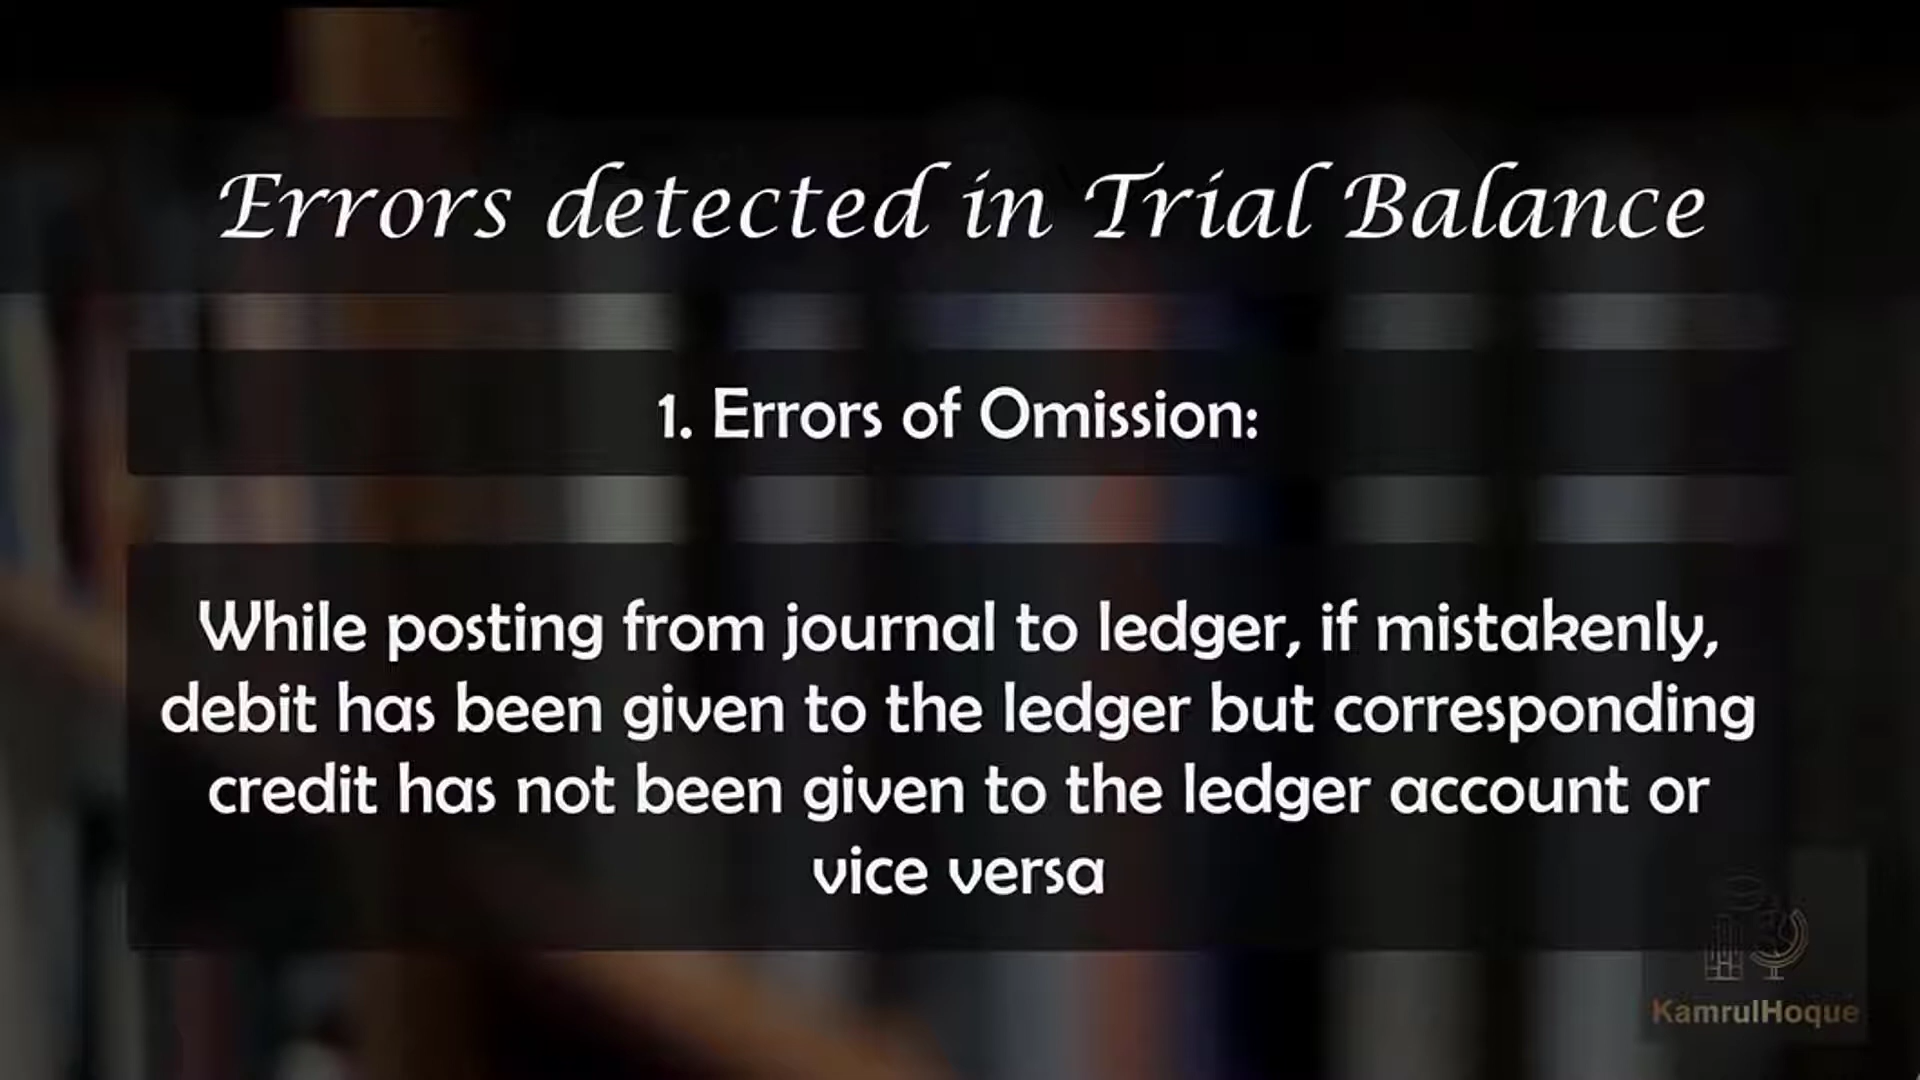 Errors detected in Trial Balance
1. Errors of Omission:
While posting from journal to ledger, if mistakenly,
debit has been given to the ledger but corresponding
credit has not been given to the ledger account or
vice versa
KamrulHoque